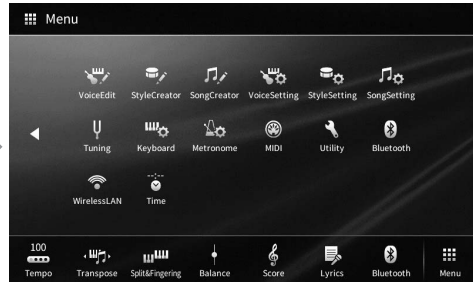 Menu
VoiceEdit StyleCreator SongCreator VoiceSetting StyleSetting SongSetting
Tuning Keyboard Metronome MIDI Utility Bluetooth
--:--
WirelessLAN Time
100
Tempo Transpose Split&Fingering Balance Score Lyrics Bluetooth Menu